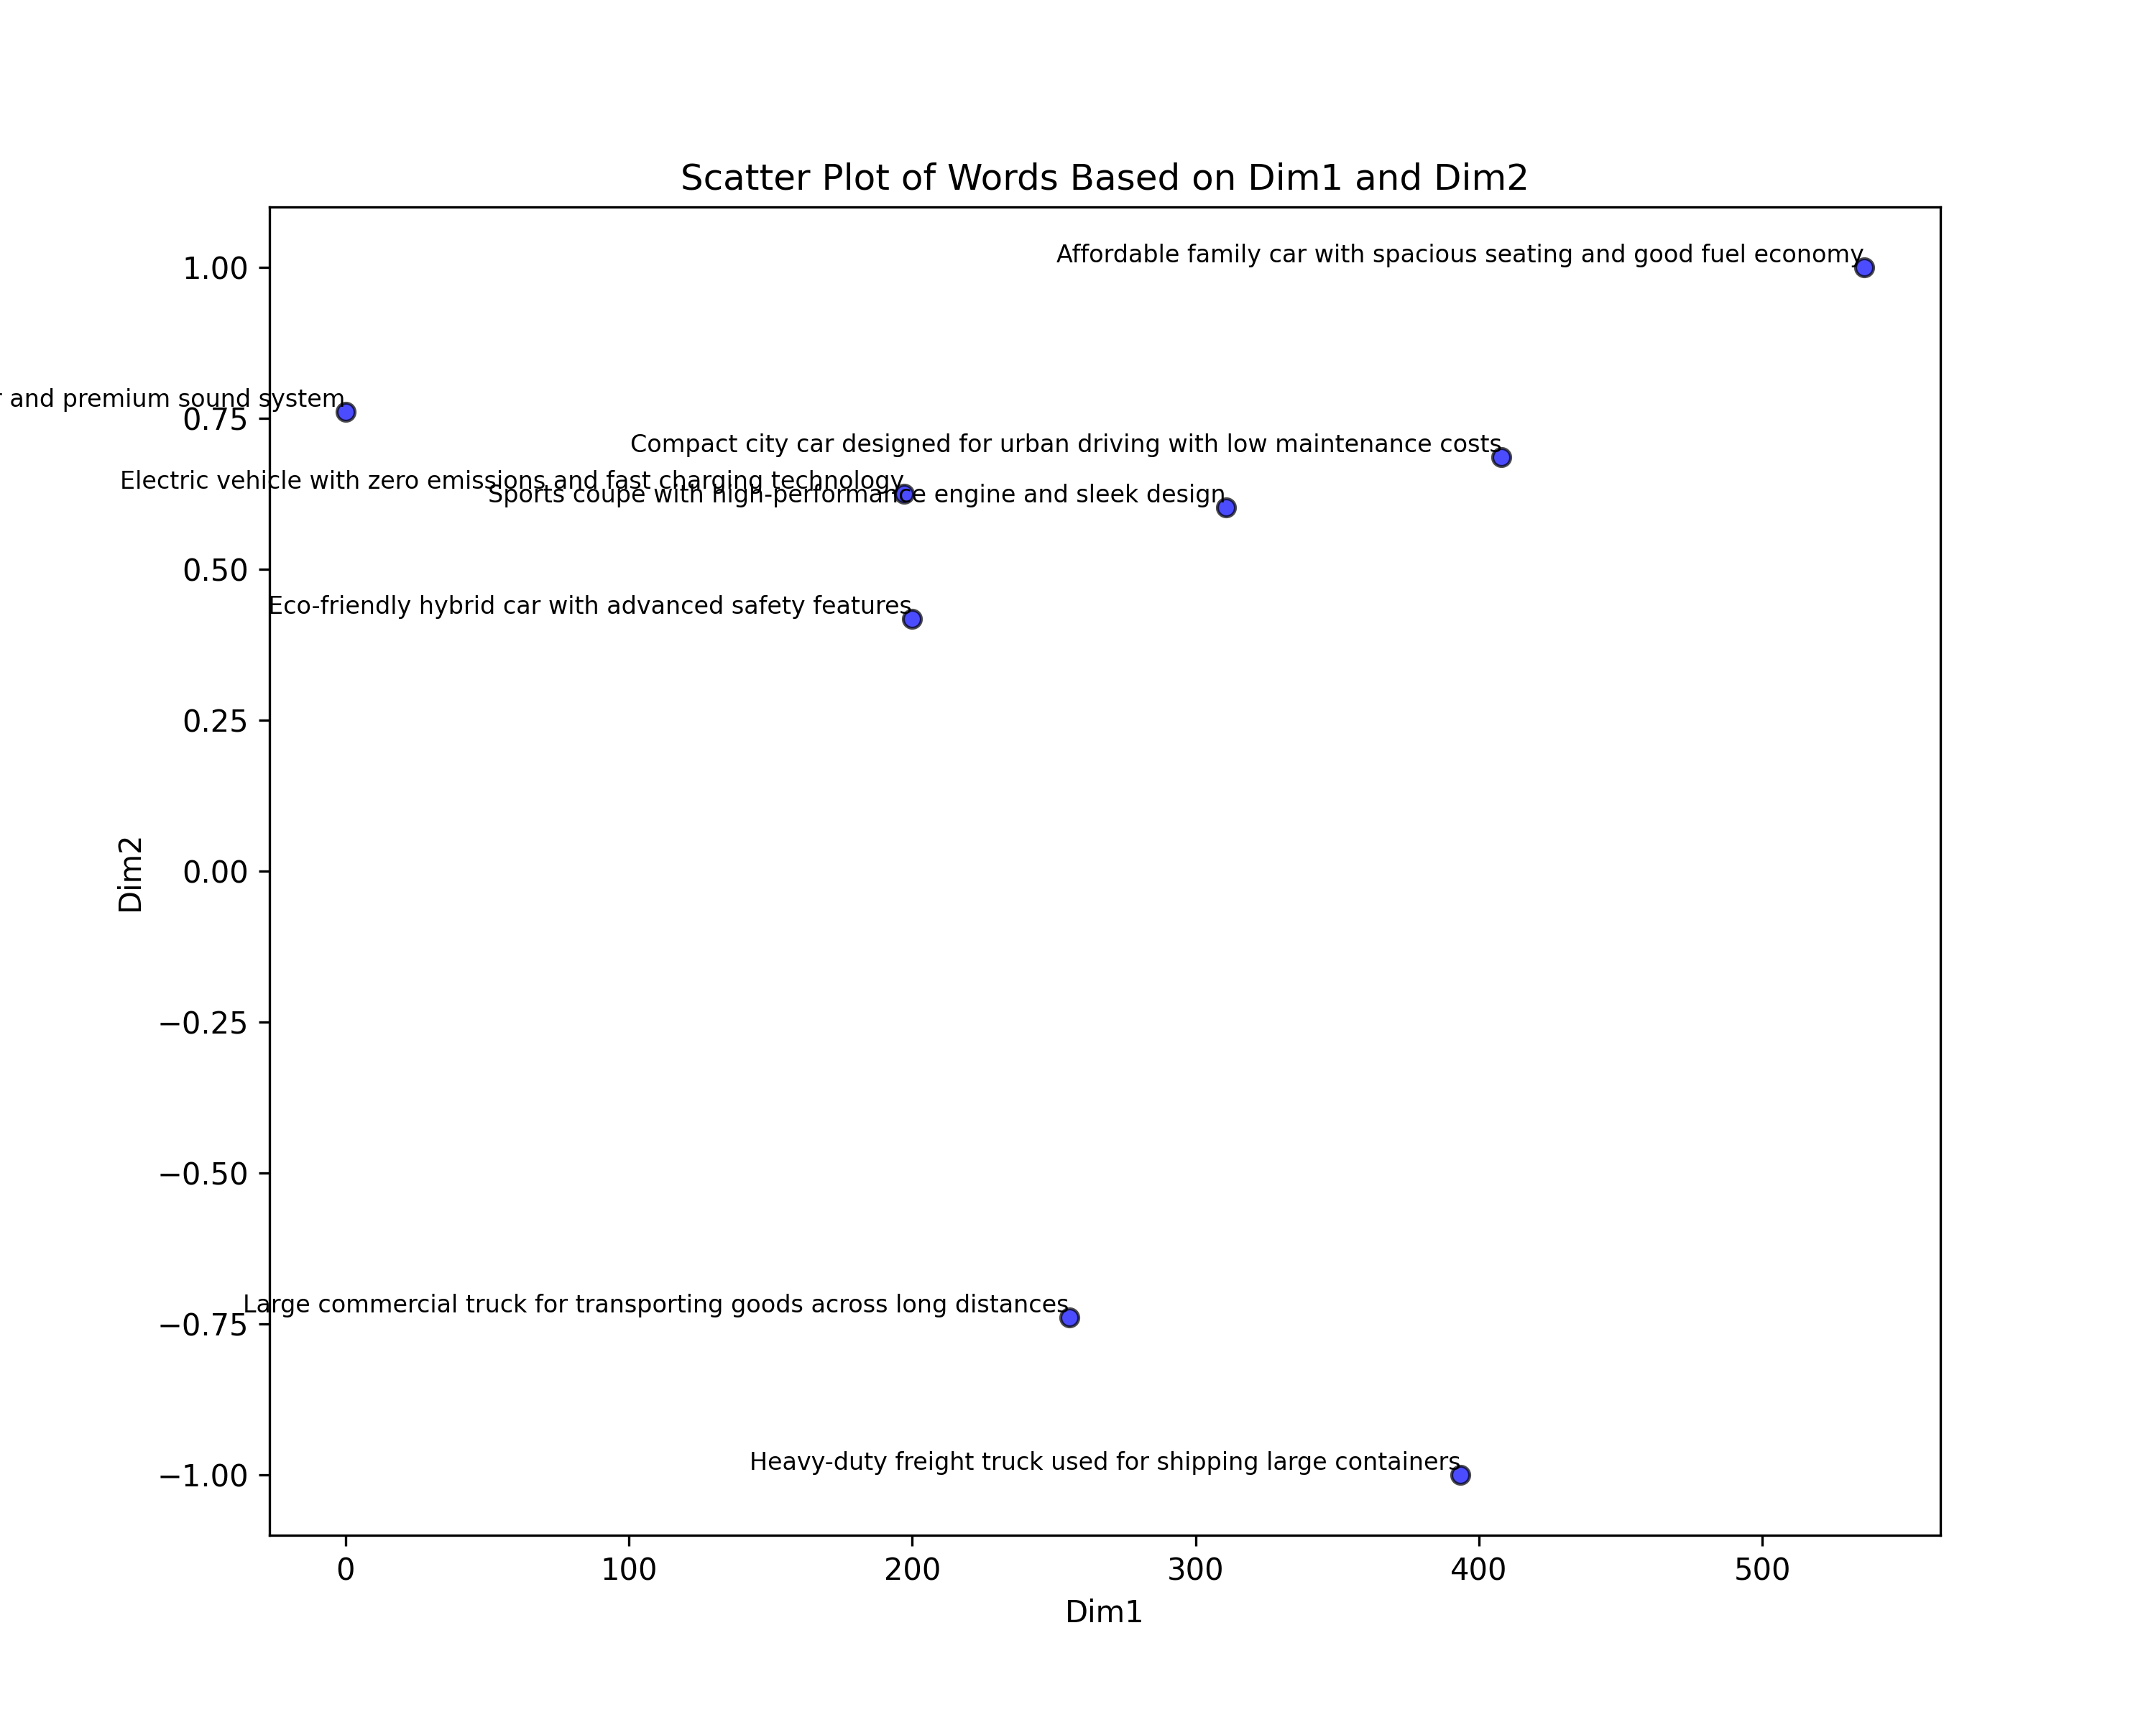 Scatter Plot of Words Based on Dim1 and Dim2
Affordable family car with spacious seating and good fuel economy
1.00
and premium sound system
0.75
Compact city car designed for urban driving with low maintenance costs
Electric vehicle with zero emissions and fast charging technology
Sports coupe with high-performance engine and sleek design
0.50
Eco-friendly hybrid car with advanced safety features
0.25
0.00
Dim2
−0.25
−0.50
Large commercial truck for transporting goods across long distances
−0.75
Heavy-duty freight truck used for shipping large containers
−1.00
0 100 200 300 400 500
Dim1